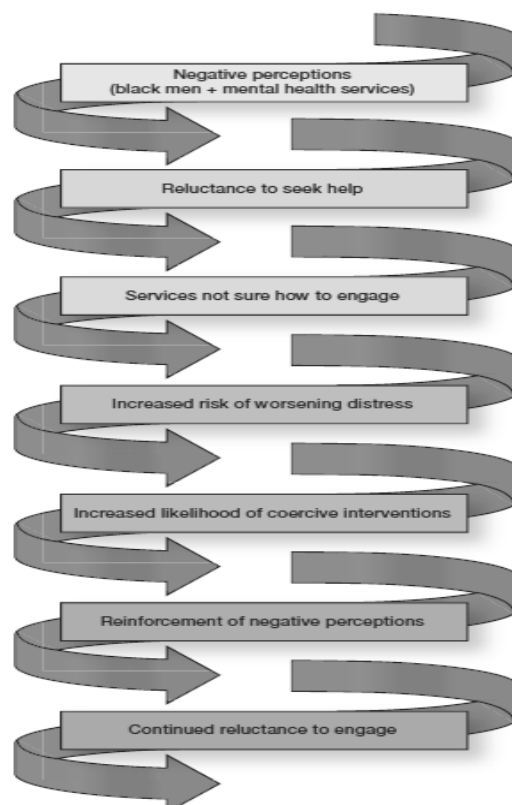 Negative perceptions
(black men + mental health services)
Reluctance to seek help
Services not sure how to engage
Increased risk of worsening distress
Increased likelihood of coercive interventions
Reinforcement of negative perceptions
Continued reluctance to engage